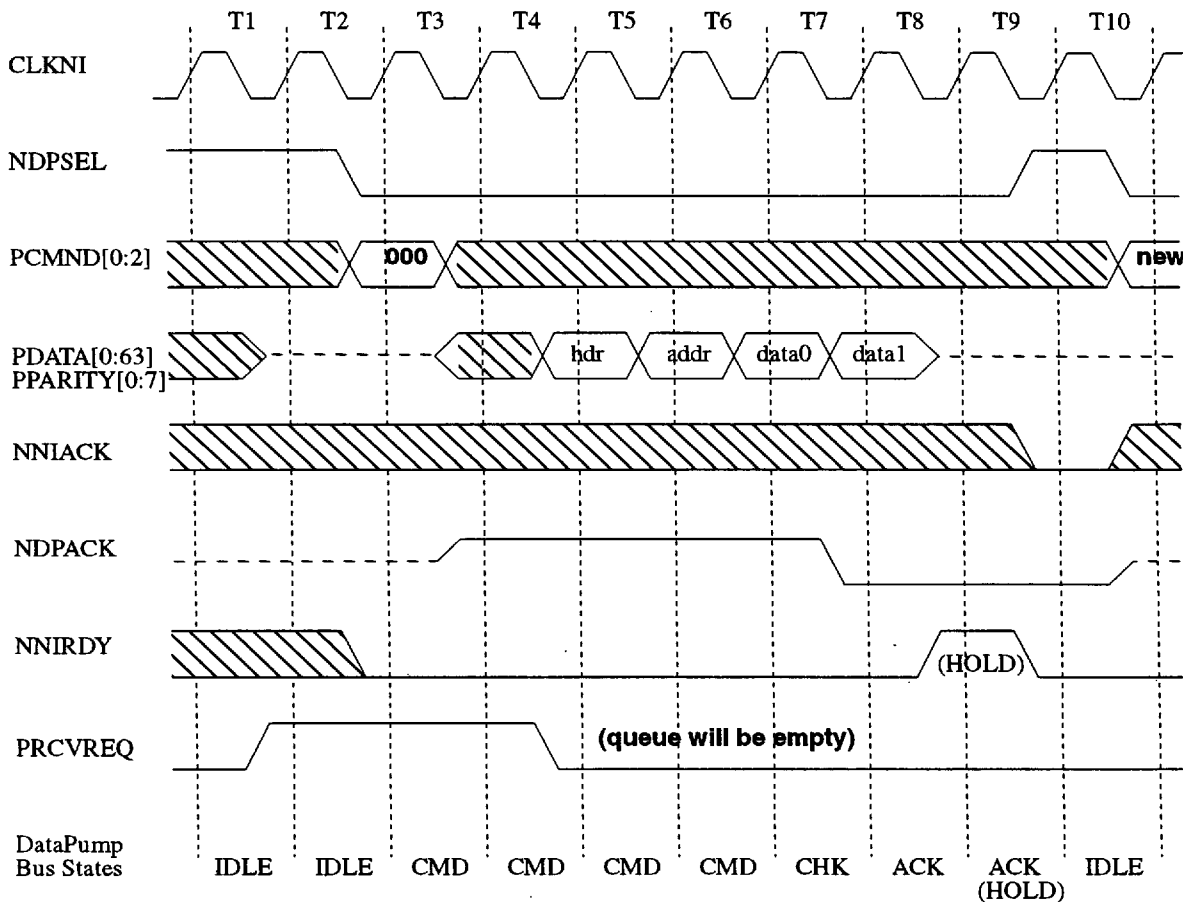 T1 T2 T3 T4 T5 T6 T7 T8 T9 T10
CLKNI
NDPSEL
PCMND[0:2] 000 new
PDATA[0:63] hdr addr data0 data1
PPARITY[0:7]
NNIACK
NDPACK
NNIRDY (HOLD)
PRCVREQ (queue will be empty)
DataPump
Bus States IDLE IDLE CMD CMD CMD CMD CHK ACK ACK IDLE
(HOLD)